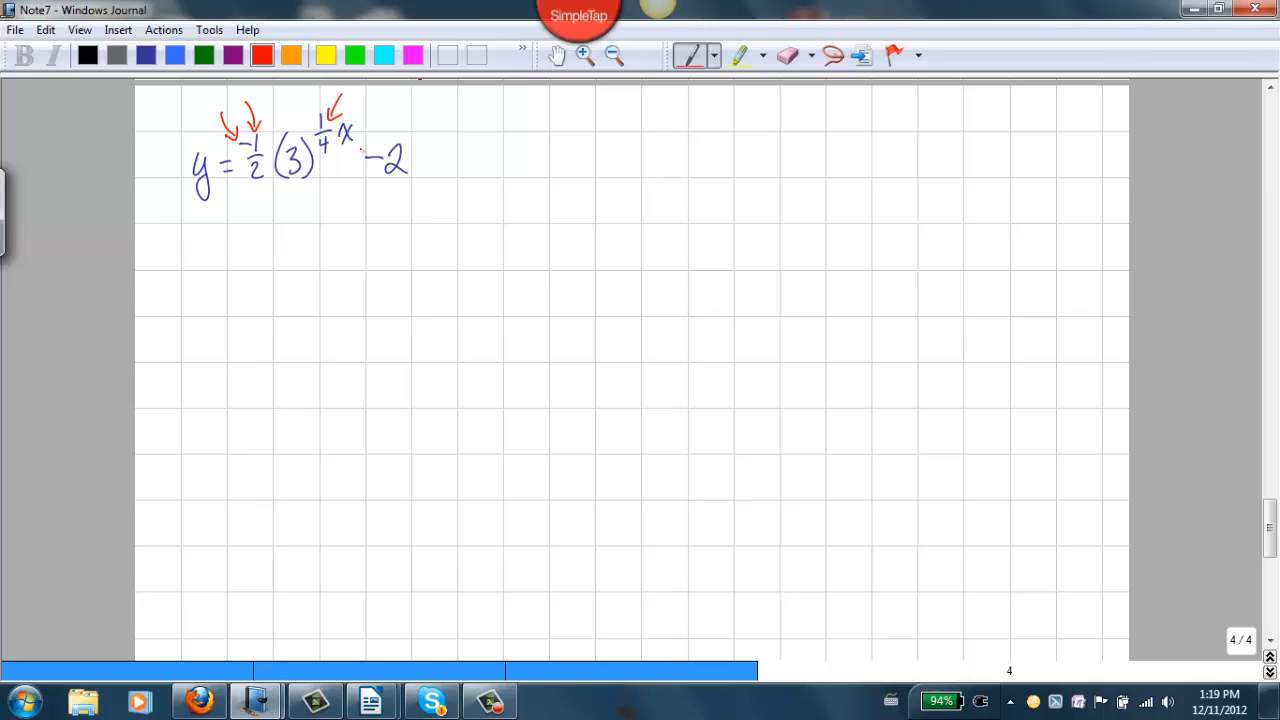 Note7 - Windows Journal
SimpleTap
File Edit View Insert Actions Tools Help
B I
y = -1/2 (3)^{1/4 x} - 2
4 / 4
4
94%
1:19 PM
12/11/2012